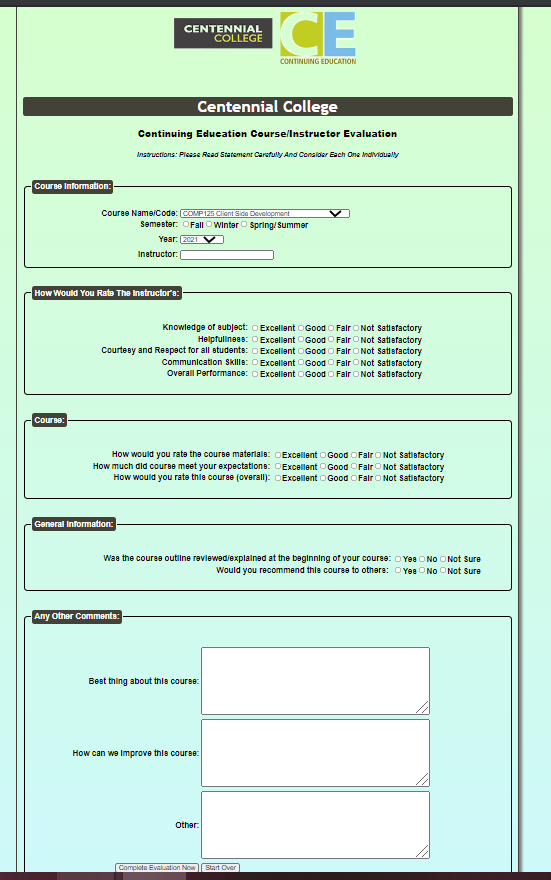 CENTENNIAL
COLLEGE
CE
CONTINUING EDUCATION
Centennial College
Continuing Education Course/Instructor Evaluation
Instructions: Please Read Statement Carefully And Consider Each One Individually
Course Information:
Course Name/Code: COMP125 Client Side Development
Semester: Fall Winter Spring/Summer
Year: 2021
Instructor:
How Would You Rate The Instructor's:
Knowledge of subject: Excellent Good Fair Not Satisfactory
Helpfullness: Excellent Good Fair Not Satisfactory
Courtesy and Respect for all students: Excellent Good Fair Not Satisfactory
Communication Skills: Excellent Good Fair Not Satisfactory
Overall Performance: Excellent Good Fair Not Satisfactory
Course:
How would you rate the course materials: Excellent Good Fair Not Satisfactory
How much did course meet your expectations: Excellent Good Fair Not Satisfactory
How would you rate this course (overall): Excellent Good Fair Not Satisfactory
General Information:
Was the course outline reviewed/explained at the beginning of your course: Yes No Not Sure
Would you recommend this course to others: Yes No Not Sure
Any Other Comments:
Best thing about this course:
How can we improve this course:
Other:
Complete Evaluation Now Start Over